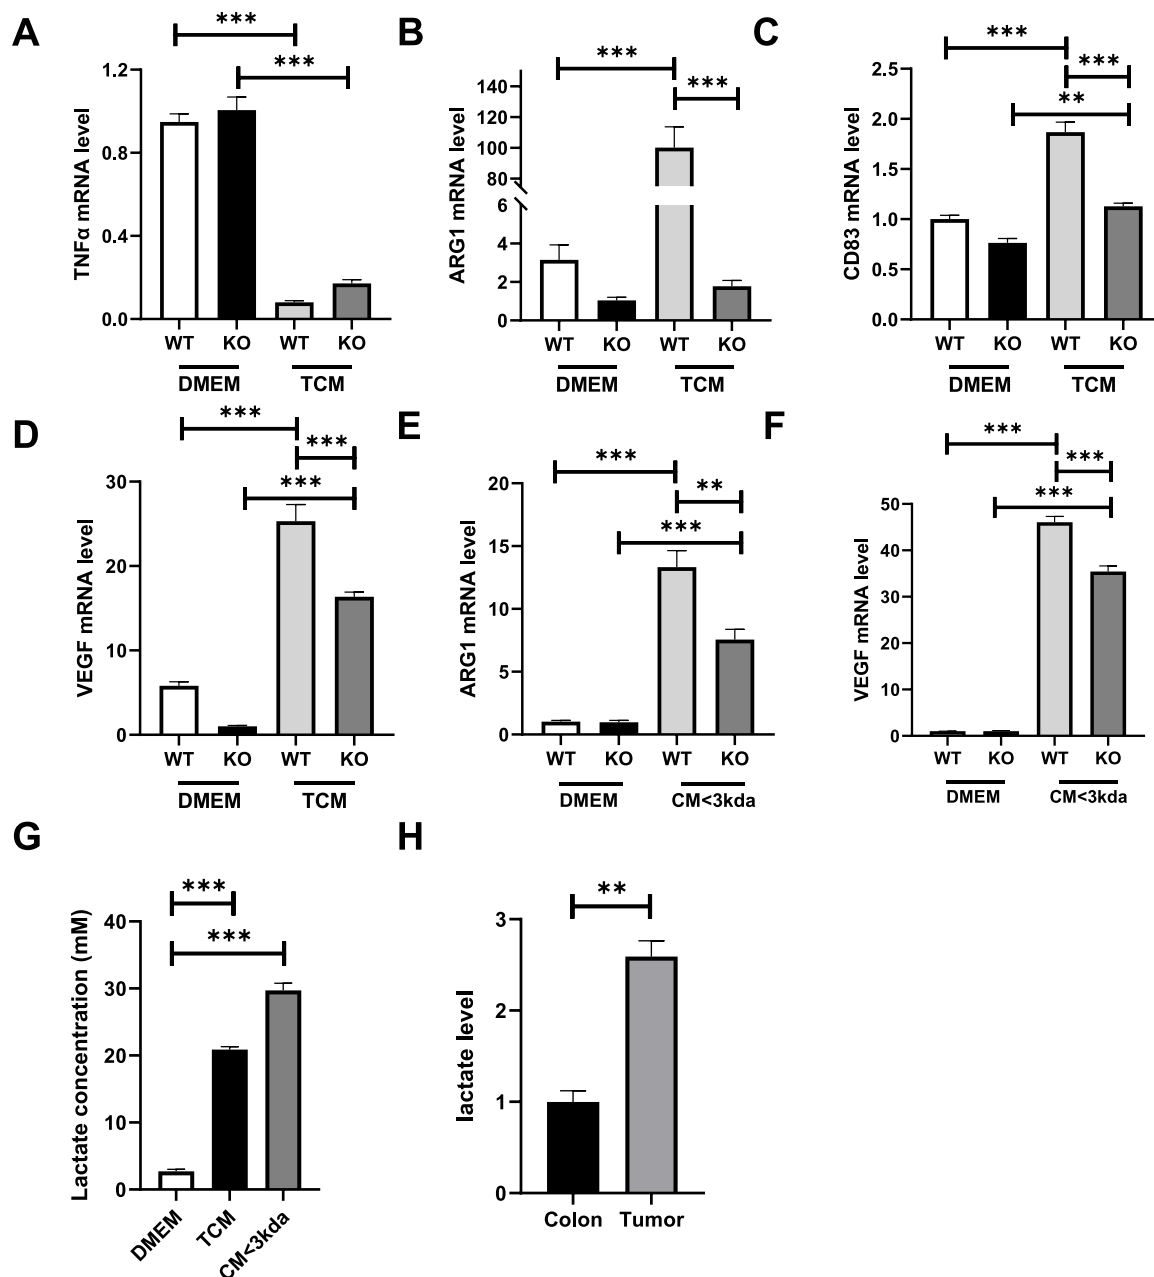 A
***
***
TNFα mRNA level
1.2
0.8
0.4
0.0
WT KO WT KO
DMEM TCM
B
***
***
ARG1 mRNA level
140
120
100
80
6
4
2
0
WT KO WT KO
DMEM TCM
C
***
***
**
CD83 mRNA level
2.5
2.0
1.5
1.0
0.5
0.0
WT KO WT KO
DMEM TCM
D
***
***
***
VEGF mRNA level
30
20
10
0
WT KO WT KO
DMEM TCM
E
***
**
***
ARG1 mRNA level
20
15
10
5
0
WT KO WT KO
DMEM CM<3kda
F
***
***
***
VEGF mRNA level
50
40
30
20
10
0
WT KO WT KO
DMEM CM<3kda
G
***
***
Lactate concentration (mM)
40
30
20
10
0
DMEM TCM CM<3kda
H
**
lactate level
3
2
1
0
Colon Tumor